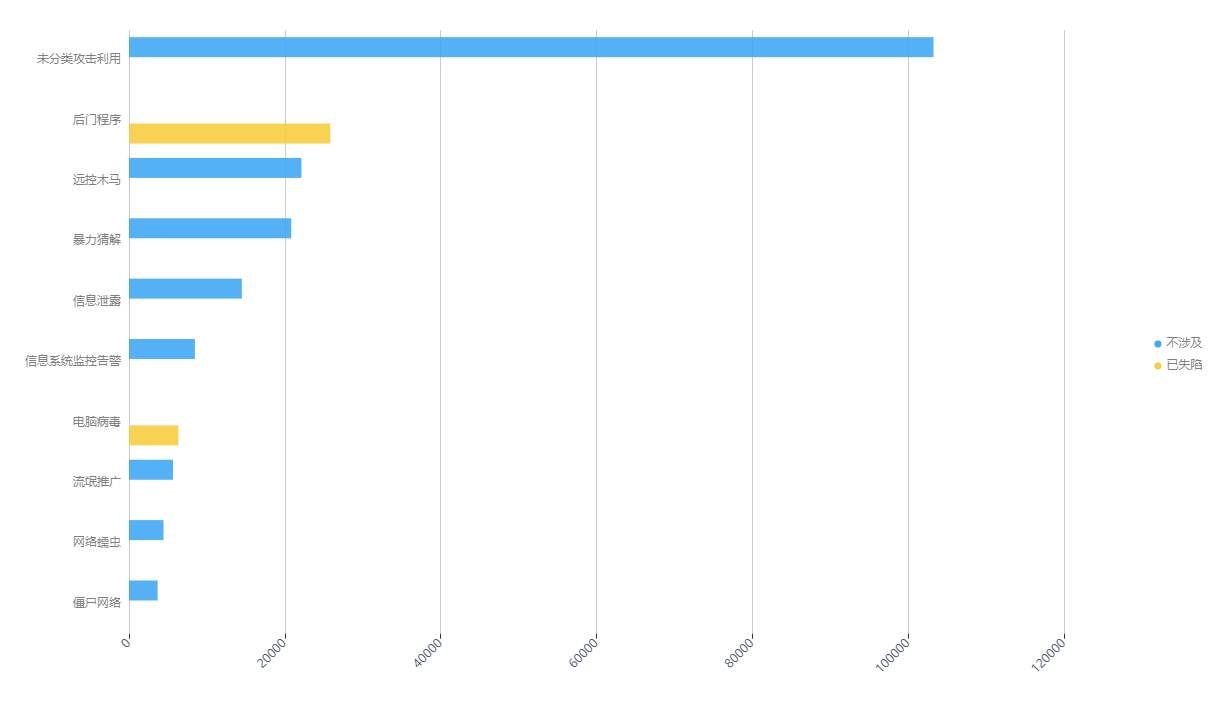 未分类攻击利用
后门程序
远控木马
暴力猜解
信息泄露
信息系统监控告警
电脑病毒
流氓推广
网络蠕虫
僵尸网络
0
20000
40000
60000
80000
100000
120000
不涉及
已失陷